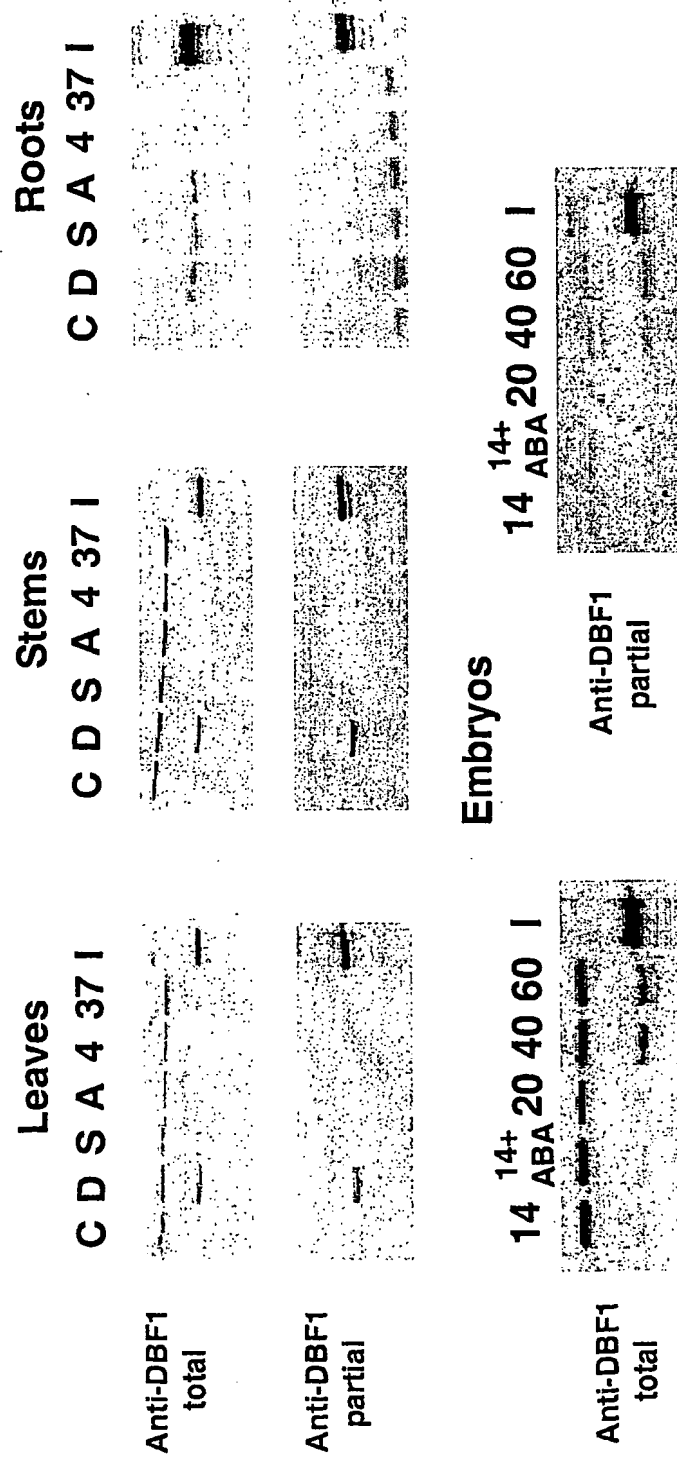 Leaves
C D S A 4 37 I
Stems
C D S A 4 37 I
Roots
C D S A 4 37 I
Anti-DBF1
total
Anti-DBF1
partial
Embryos
14 14+ ABA 20 40 60 I
14 14+ ABA 20 40 60 I
Anti-DBF1
total
Anti-DBF1
partial